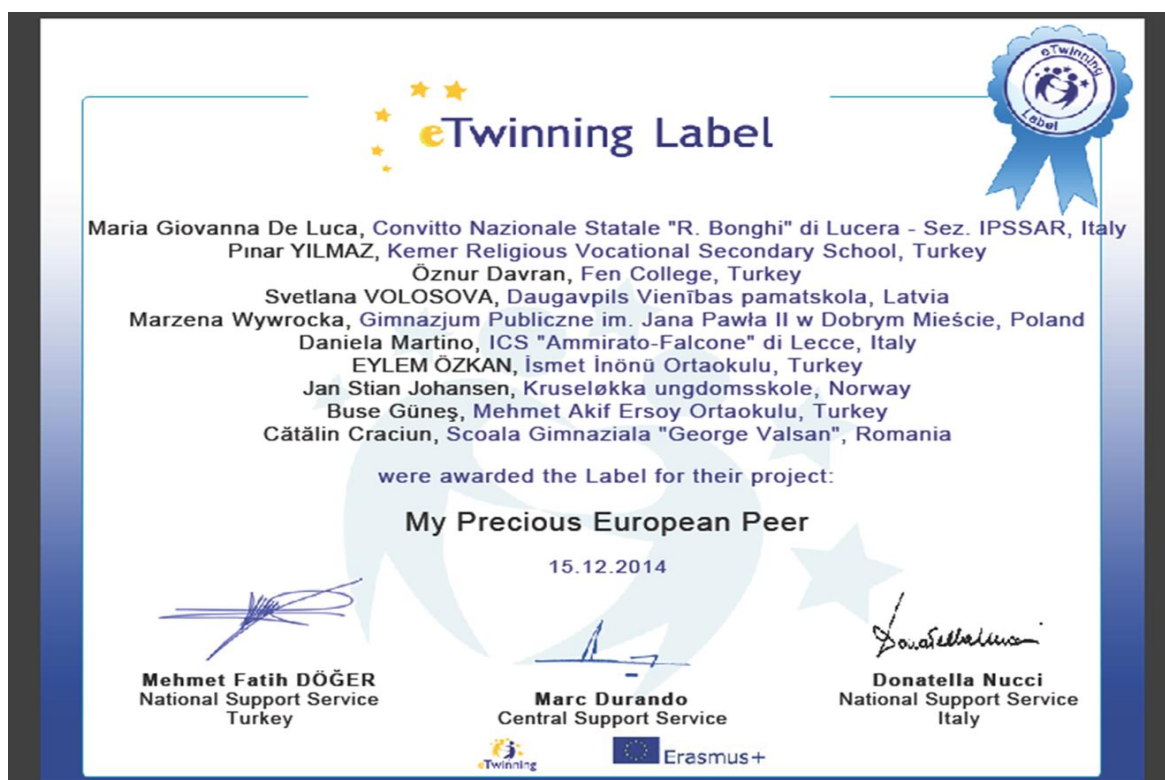 eTwinning
Label
eTwinning Label
Maria Giovanna De Luca, Convitto Nazionale Statale "R. Bonghi" di Lucera - Sez. IPSSAR, Italy
Pınar YILMAZ, Kemer Religious Vocational Secondary School, Turkey
Öznur Davran, Fen College, Turkey
Svetlana VOLOSOVA, Daugavpils Vienības pamatskola, Latvia
Marzena Wywrocka, Gimnazjum Publiczne im. Jana Pawła II w Dobrym Mieście, Poland
Daniela Martino, ICS "Ammirato-Falcone" di Lecce, Italy
EYLEM ÖZKAN, İsmet İnönü Ortaokulu, Turkey
Jan Stian Johansen, Kruseløkka ungdomsskole, Norway
Buse Güneş, Mehmet Akif Ersoy Ortaokulu, Turkey
Cătălin Craciun, Scoala Gimnaziala "George Valsan", Romania
were awarded the Label for their project:
My Precious European Peer
15.12.2014
Mehmet Fatih DÖĞER
National Support Service
Turkey
Marc Durando
Central Support Service
Donatella Nucci
National Support Service
Italy
eTwinning
Erasmus+